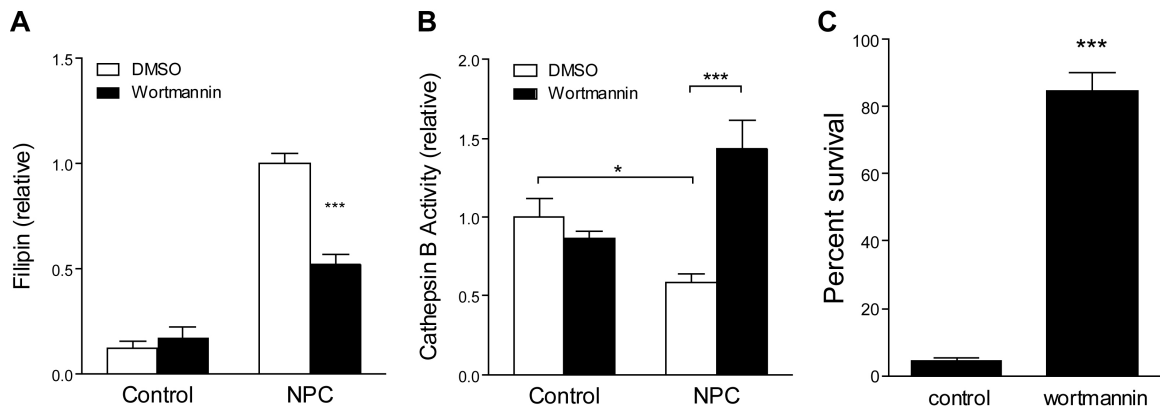 A
Filipin (relative)
1.5
1.0
0.5
0.0
DMSO
Wortmannin
***
Control
NPC
B
Cathepsin B Activity (relative)
2.0
1.5
1.0
0.5
0.0
DMSO
Wortmannin
***
*
Control
NPC
C
Percent survival
100
80
60
40
20
0
***
control
wortmannin